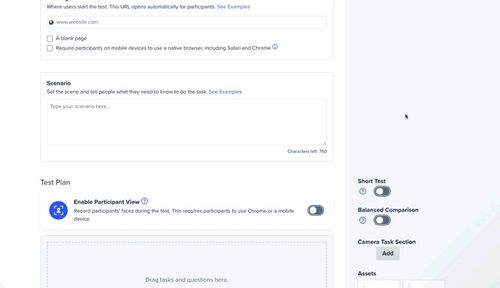 Where users start the test. This URL opens automatically for participants. See Examples
www.website.com
A blank page
Require participants on mobile devices to use a native browser, including Safari and Chrome
Scenario
Set the scene and tell people what they need to know to do the task. See Examples
Type your scenario here...
Characters left: 750
Test Plan
Enable Participant View
Record participants' faces during the test. This requires participants to use Chrome or a mobile
device.
Drag tasks and questions here.
Short Test
Balanced Comparison
Camera Task Section
Add
Assets